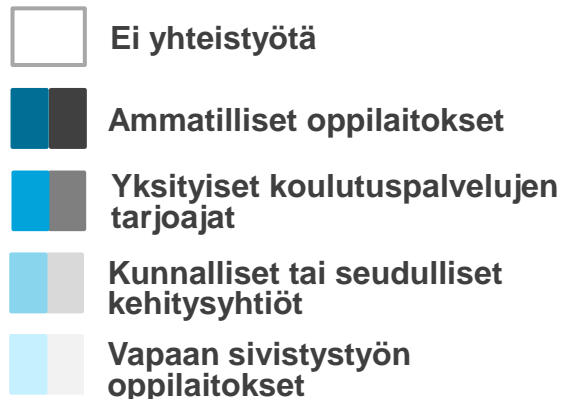 Ei yhteistyötä
Ammatilliset oppilaitokset
Yksityiset koulutuspalvelujen
tarjoajat
Kunnalliset tai seudulliset
kehitysyhtiöt
Vapaan sivistystyön
oppilaitokset